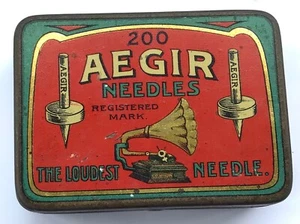 200
AEGIR
NEEDLES
REGISTERED
MARK.
AEGIR
AEGIR
THE LOUDEST NEEDLE.